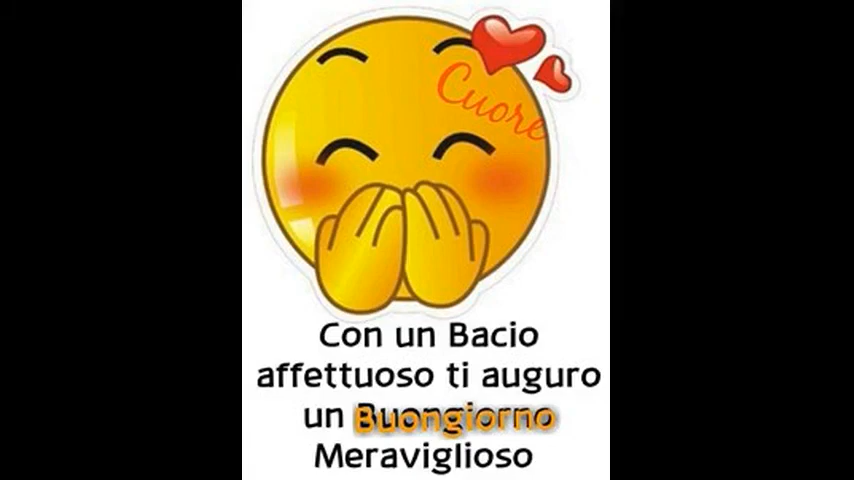 Cuore
Con un Bacio
affettuoso ti auguro
un Buongiorno
Meraviglioso